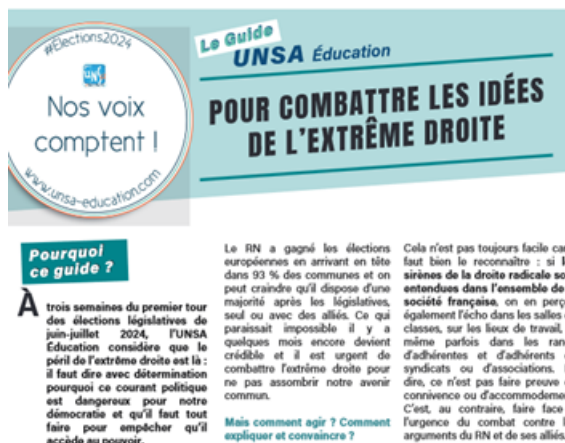 #Elections2024
UNSA
Nos voix
comptent !
www.unsa-education.com
Le Guide
UNSA Éducation
POUR COMBATTRE LES IDÉES
DE L'EXTRÊME DROITE
Pourquoi
ce guide ?
À trois semaines du premier tour
des élections législatives de
juin-juillet 2024, l'UNSA
Éducation considère que le
péril de l'extrême droite est là :
il faut dire avec détermination
pourquoi ce courant politique
est dangereux pour notre
démocratie et qu'il faut tout
faire pour empêcher qu'il
accède au pouvoir.
Le RN a gagné les élections
européennes en arrivant en tête
dans 93 % des communes et on
peut craindre qu'il dispose d'une
majorité après les législatives,
seul ou avec des alliés. Ce qui
paraissait impossible il y a
quelques mois encore devient
crédible et il est urgent de
combattre l'extrême droite pour
ne pas assombrir notre avenir
commun.
Mais comment agir ? Comment
expliquer et convaincre ?
Cela n'est pas toujours facile car
faut bien le reconnaître : si
sirènes de la droite radicale
entendues dans l'ensemble de
société française, on en
également l'écho dans les salles
classes, sur les lieux de travail,
même parfois dans les
d'adhérentes et d'adhérents
syndicats ou d'associations.
dire, ce n'est pas faire preuve
connivence ou d'accommodement
C'est, au contraire, faire face
l'urgence du combat contre
arguments du RN et de ses alliés.